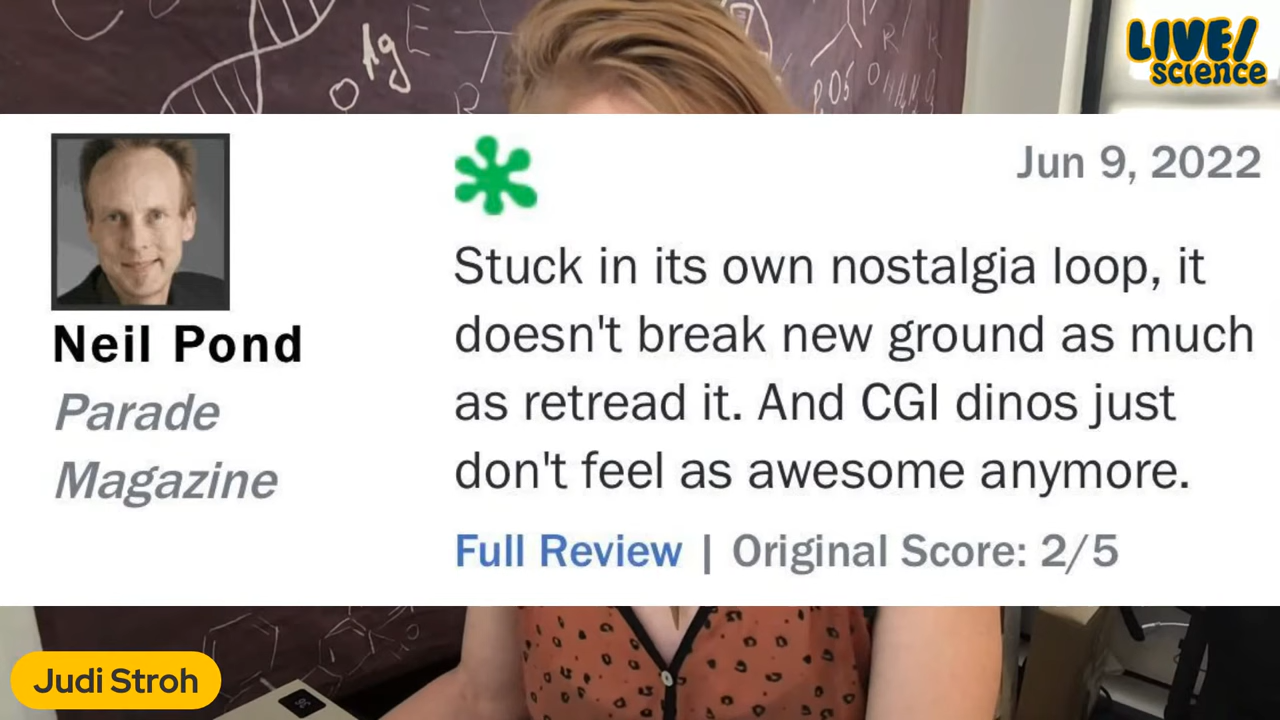 LIVE/
science
Ag
R
R
R
Jun 9, 2022
Stuck in its own nostalgia loop, it
doesn't break new ground as much
as retread it. And CGI dinos just
don't feel as awesome anymore.
Full Review | Original Score: 2/5
Neil Pond
Parade
Magazine
Judi Stroh